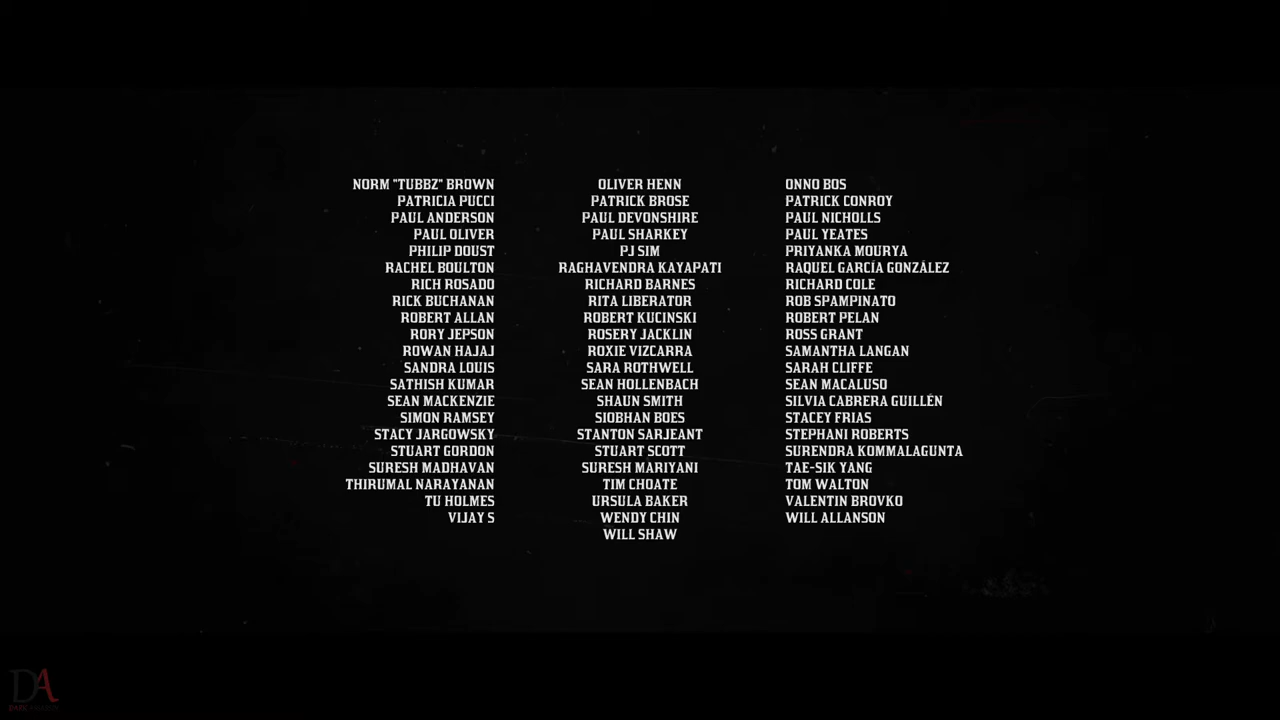 NORM "TUBBZ" BROWN OLIVER HENN ONNO BOS
PATRICIA PUCCI PATRICK BROSE PATRICK CONROY
PAUL ANDERSON PAUL DEVONSHIRE PAUL NICHOLLS
PAUL OLIVER PAUL SHARKEY PAUL YEATES
PHILIP DOUST PJ SIM PRIYANKA MOURYA
RACHEL BOULTON RAGHAVENDRA KAYAPATI RAQUEL GARCÍA GONZÁLEZ
RICH ROSADO RICHARD BARNES RICHARD COLE
RICK BUCHANAN RITA LIBERATOR ROB SPAMPINATO
ROBERT ALLAN ROBERT KUCINSKI ROBERT PELAN
RORY JEPSON ROSERY JACKLIN ROSS GRANT
ROWAN HAJAJ ROXIE VIZCARRA SAMANTHA LANGAN
SANDRA LOUIS SARA ROTHWELL SARAH CLIFFE
SATHISH KUMAR SEAN HOLLENBACH SEAN MACALUSO
SEAN MACKENZIE SHAUN SMITH SILVIA CABRERA GUILLÉN
SIMON RAMSEY SIOBHAN BOES STACEY FRIAS
STACY JARGOWSKY STANTON SARJEANT STEPHANI ROBERTS
STUART GORDON STUART SCOTT SURENDRA KOMMALAGUNTA
SURESH MADHAVAN SURESH MARIYANI TAE-SIK YANG
THIRUMAL NARAYANAN TIM CHOATE TOM WALTON
TU HOLMES URSULA BAKER VALENTIN BROVKO
VIJAY S WENDY CHIN WILL ALLANSON
WILL SHAW
DA